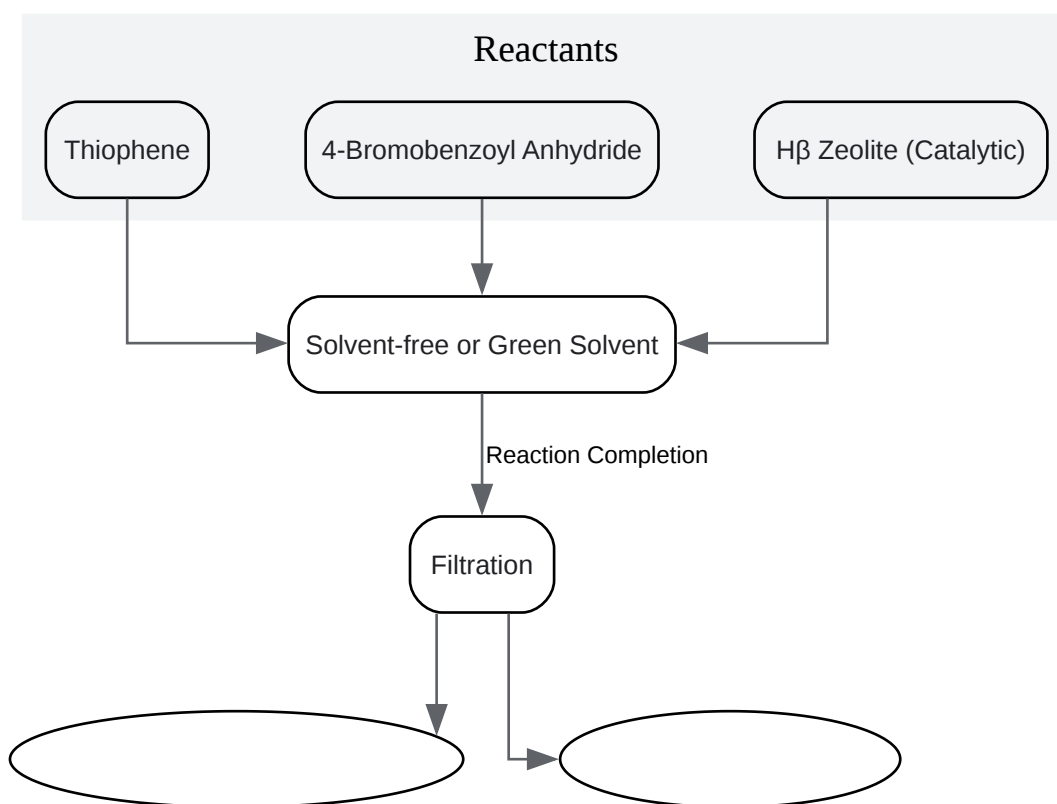 Reactants
Thiophene
4-Bromobenzoyl Anhydride
Hβ Zeolite (Catalytic)
Solvent-free or Green Solvent
Reaction Completion
Filtration